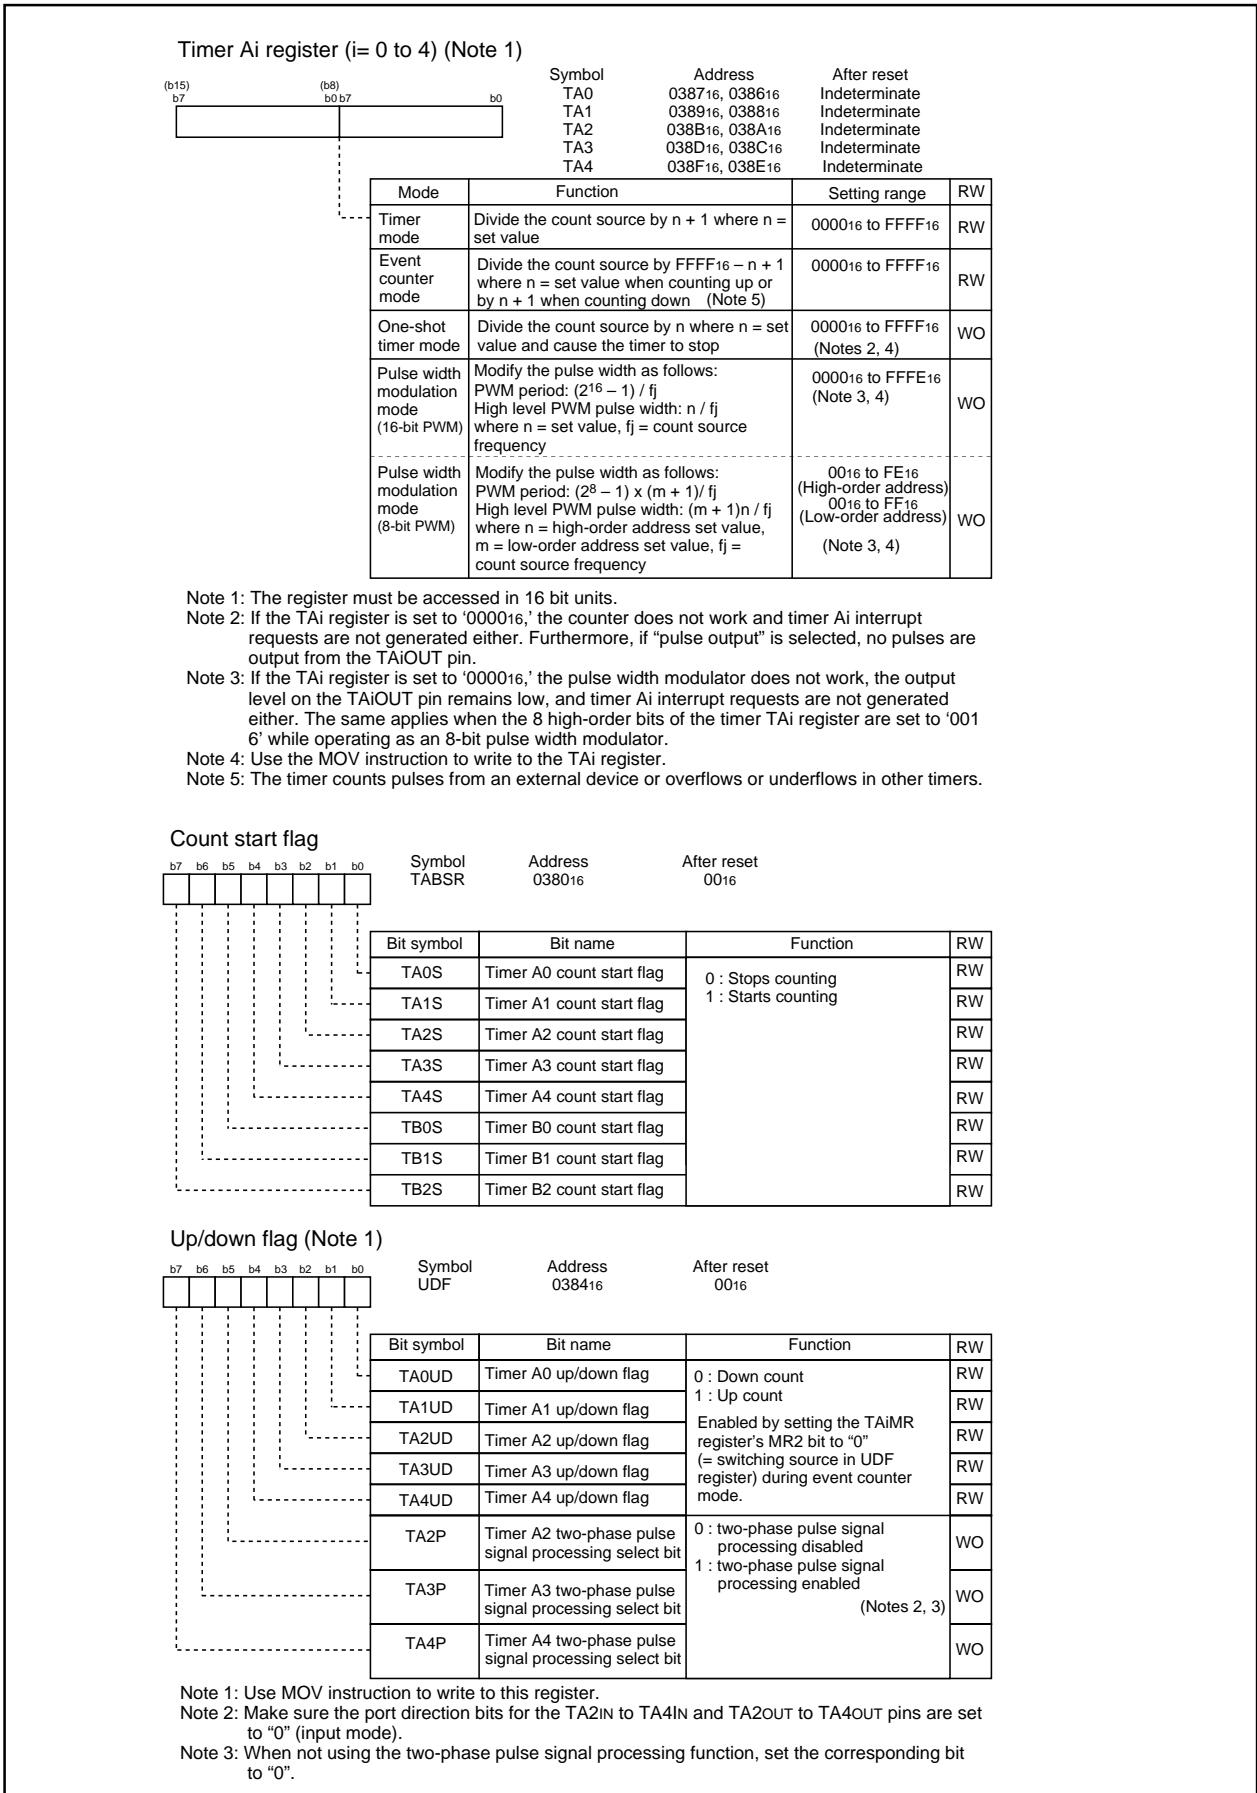 Timer Ai register (i= 0 to 4) (Note 1)
Symbol Address After reset
(b15) (b8)
b7 b0 b7 b0
TA0 038716, 038616 Indeterminate
TA1 038916, 038816 Indeterminate
TA2 038B16, 038A16 Indeterminate
TA3 038D16, 038C16 Indeterminate
TA4 038F16, 038E16 Indeterminate
Mode Function Setting range RW
Timer mode
Divide the count source by n + 1 where n =
set value
000016 to FFFF16 RW
Event
counter
mode
Divide the count source by FFFF16 – n + 1
where n = set value when counting up or
by n + 1 when counting down (Note 5)
000016 to FFFF16
RW
One-shot
timer mode
Divide the count source by n where n = set
value and cause the timer to stop
000016 to FFFF16
(Notes 2, 4)
WO
Pulse width
modulation
mode
(16-bit PWM)
Modify the pulse width as follows:
PWM period: (216 – 1) / fj
High level PWM pulse width: n / fj
where n = set value, fj = count source
frequency
000016 to FFFE16
(Note 3, 4)
WO
Pulse width
modulation
mode
(8-bit PWM)
Modify the pulse width as follows:
PWM period: (28 – 1) x (m + 1)/ fj
High level PWM pulse width: (m + 1)n / fj
where n = high-order address set value,
m = low-order address set value, fj =
count source frequency
0016 to FE16
(High-order address)
0016 to FF16
(Low-order address)
(Note 3, 4)
WO
Note 1: The register must be accessed in 16 bit units.
Note 2: If the TAi register is set to ‘000016,’ the counter does not work and timer Ai interrupt
requests are not generated either. Furthermore, if “pulse output” is selected, no pulses are
output from the TAiOUT pin.
Note 3: If the TAi register is set to ‘000016,’ the pulse width modulator does not work, the output
level on the TAiOUT pin remains low, and timer Ai interrupt requests are not generated
either. The same applies when the 8 high-order bits of the timer TAi register are set to ‘001
6’ while operating as an 8-bit pulse width modulator.
Note 4: Use the MOV instruction to write to the TAi register.
Note 5: The timer counts pulses from an external device or overflows or underflows in other timers.
Count start flag
b7 b6 b5 b4 b3 b2 b1 b0
Symbol Address After reset
TABSR 038016 0016
Bit symbol Bit name Function RW
TA0S Timer A0 count start flag
0 : Stops counting
1 : Starts counting
RW
TA1S Timer A1 count start flag RW
TA2S Timer A2 count start flag RW
TA3S Timer A3 count start flag RW
TA4S Timer A4 count start flag RW
TB0S Timer B0 count start flag RW
TB1S Timer B1 count start flag RW
TB2S Timer B2 count start flag RW
Up/down flag (Note 1)
b7 b6 b5 b4 b3 b2 b1 b0
Symbol Address After reset
UDF 038416 0016
Bit symbol Bit name Function RW
TA0UD Timer A0 up/down flag RW
TA1UD Timer A1 up/down flag RW
TA2UD Timer A2 up/down flag RW
TA3UD Timer A3 up/down flag RW
TA4UD Timer A4 up/down flag RW
0 : Down count
1 : Up count
Enabled by setting the TAiMR
register’s MR2 bit to “0”
(= switching source in UDF
register) during event counter
mode.
TA2P
Timer A2 two-phase pulse
signal processing select bit
WO
TA3P
Timer A3 two-phase pulse
signal processing select bit
WO
TA4P
Timer A4 two-phase pulse
signal processing select bit
WO
0 : two-phase pulse signal
processing disabled
1 : two-phase pulse signal
processing enabled
(Notes 2, 3)
Note 1: Use MOV instruction to write to this register.
Note 2: Make sure the port direction bits for the TA2IN to TA4IN and TA2OUT to TA4OUT pins are set
to “0” (input mode).
Note 3: When not using the two-phase pulse signal processing function, set the corresponding bit
to “0”.